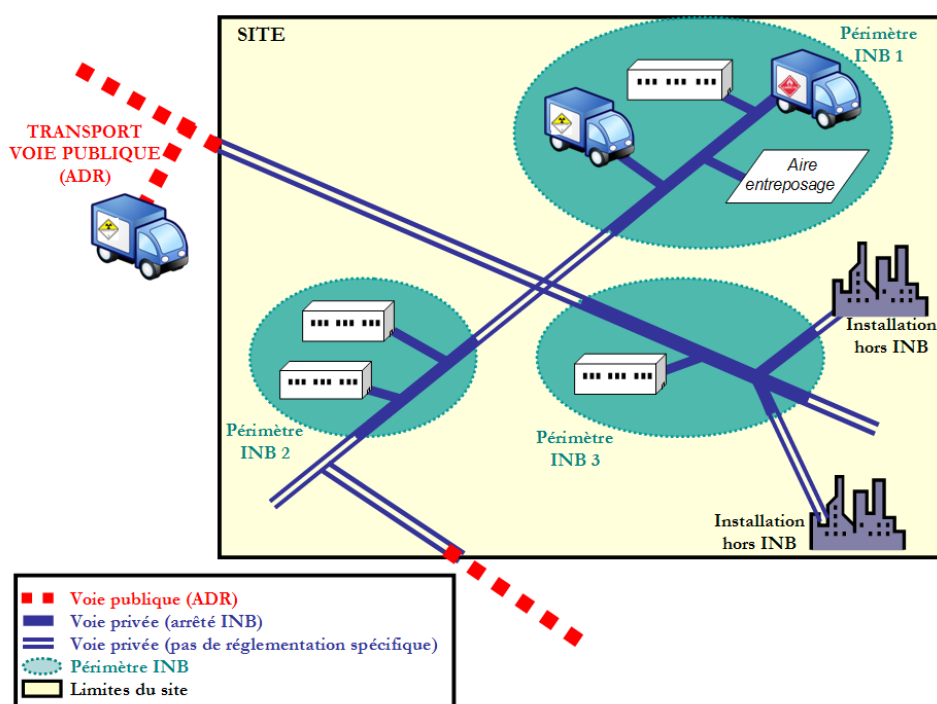 SITE
Périmètre
INB 1
TRANSPORT
VOIE PUBLIQUE
(ADR)
Aire
entreposage
Installation
hors INB
Périmètre
INB 2
Périmètre
INB 3
Installation
hors INB
Voie publique (ADR)
Voie privée (arrêté INB)
Voie privée (pas de réglementation spécifique)
Périmètre INB
Limites du site